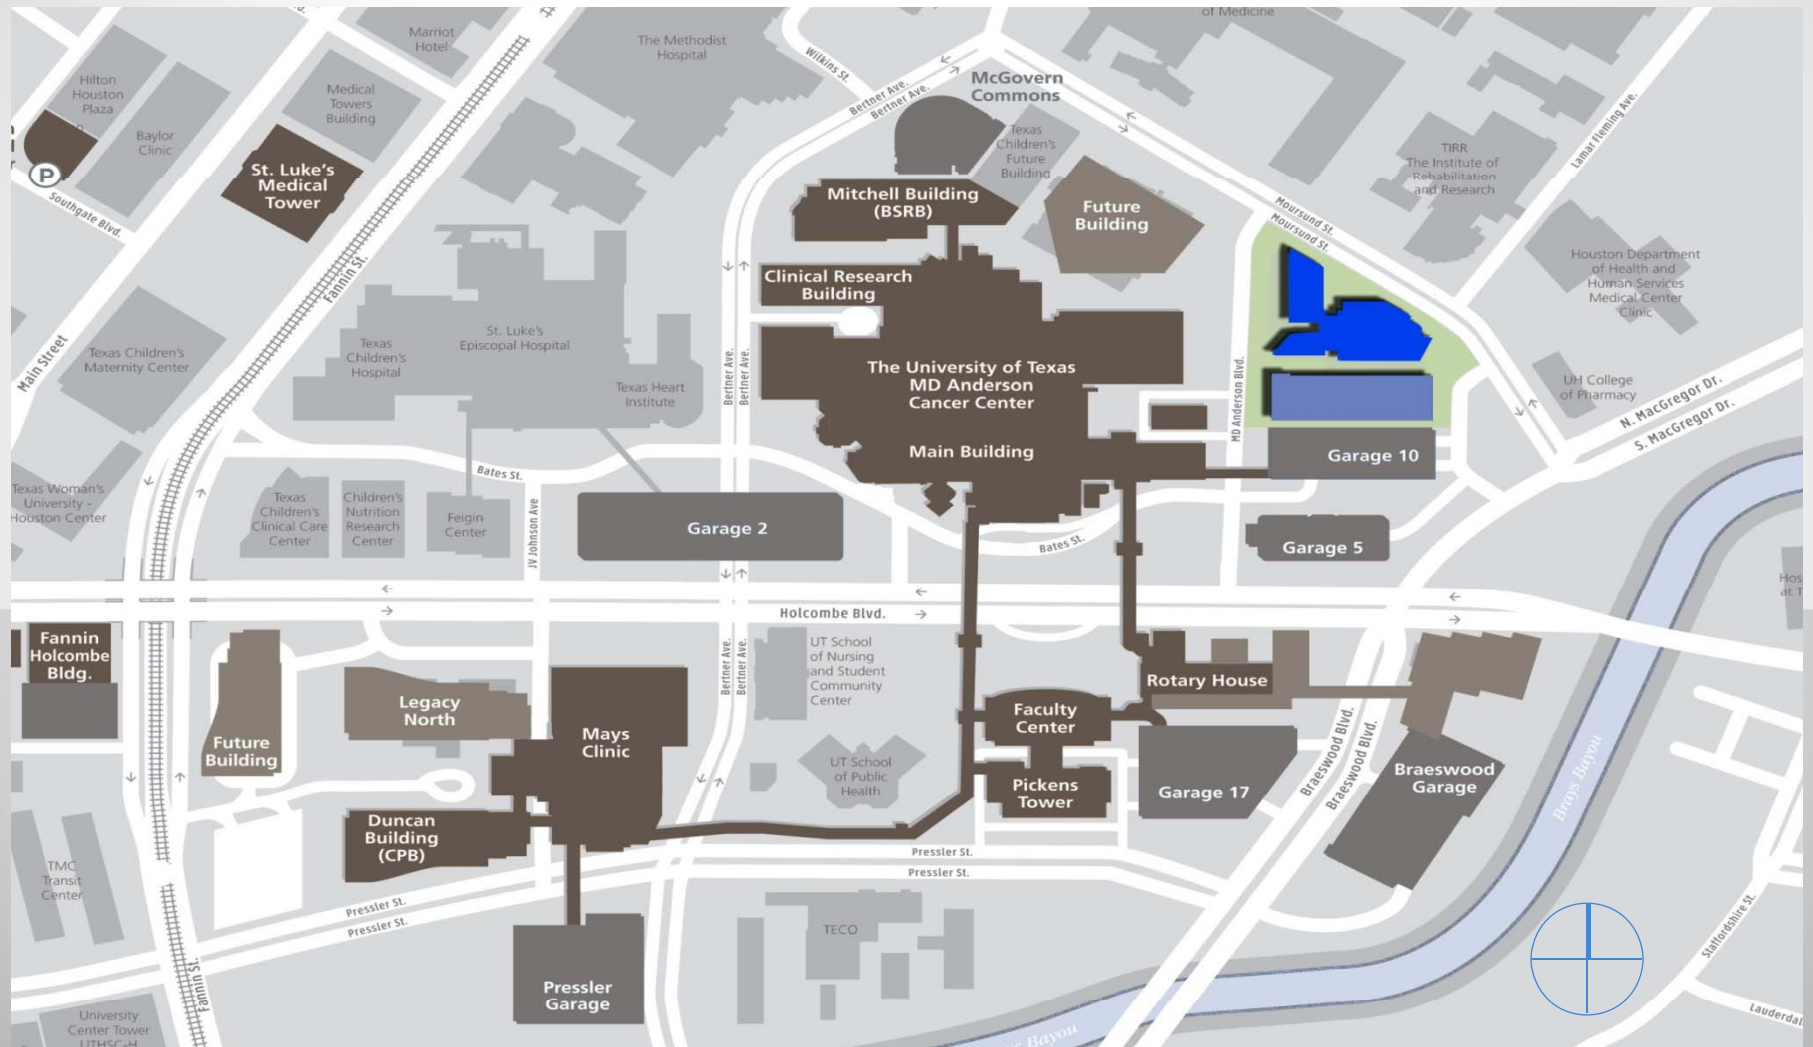 of Medicine
Marriot
Hotel
The Methodist
Hospital
Wilkins St.
Bertner Ave.
Bertner Ave.
McGovern
Commons
Hilton
Houston
Plaza
Medical
Towers
Building
Baylor
Clinic
Texas
Children's
Future
Building
TIRR
The Institute of
Rehabilitation
and Research
Lamar Fleming Ave.
P
Southgate Blvd.
St. Luke's
Medical
Tower
Mitchell Building
(BSRB)
Future
Building
Moursund St.
Moursund St.
Fannin St.
Clinical Research
Building
Houston Department
of Health and
Human Services
Medical Center
Clinic
Main Street
Texas Children's
Maternity Center
Texas
Children's
Hospital
St. Luke's
Episcopal Hospital
Texas Heart
Institute
Bertner Ave.
Bertner Ave.
The University of Texas
MD Anderson
Cancer Center
Main Building
MD Anderson Blvd.
UH College
of Pharmacy
N. MacGregor Dr.
S. MacGregor Dr.
Garage 10
Bates St.
Texas Woman's
University -
Houston Center
Texas
Children's
Clinical Care
Center
Children's
Nutrition
Research
Center
Feigin
Center
JV Johnson Ave
Garage 2
Bates St.
Garage 5
Hos
at T
Holcombe Blvd.
Fannin
Holcombe
Bldg.
Bertner Ave.
Bertner Ave.
UT School
of Nursing
and Student
Community
Center
Rotary House
Legacy
North
Faculty
Center
Future
Building
Mays
Clinic
UT School
of Public
Health
Pickens
Tower
Garage 17
Braeswood Blvd.
Braeswood Blvd.
Braeswood
Garage
Brays Bayou
Duncan
Building
(CPB)
TMC
Transit
Center
Pressler St.
Pressler St.
Pressler St.
Pressler St.
TECO
Staffordshire St.
Fannin St.
Pressler
Garage
University
Center Tower
UTHSC-H
Bayou
Lauderdal